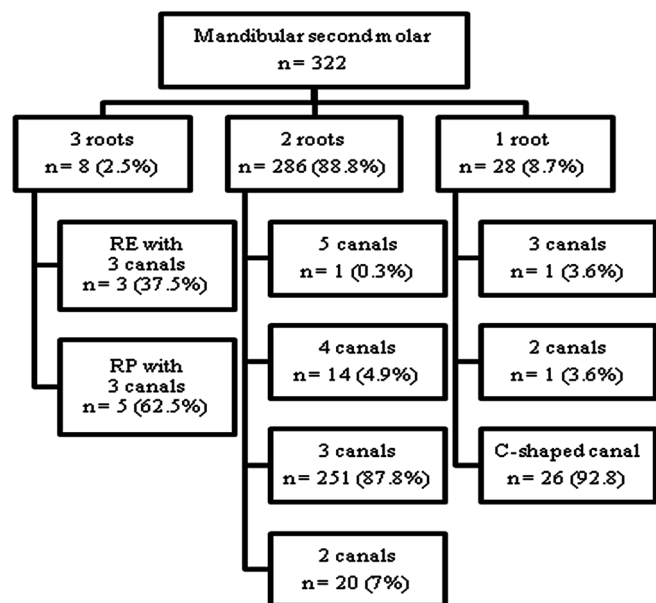 Mandibular second molar
n= 322
3 roots
n= 8 (2.5%)
2 roots
n= 286 (88.8%)
1 root
n= 28 (8.7%)
RE with
3 canals
n= 3 (37.5%)
RP with
3 canals
n= 5 (62.5%)
5 canals
n= 1 (0.3%)
4 canals
n= 14 (4.9%)
3 canals
n= 251 (87.8%)
2 canals
n= 20 (7%)
3 canals
n= 1 (3.6%)
2 canals
n= 1 (3.6%)
C-shaped canal
n= 26 (92.8)